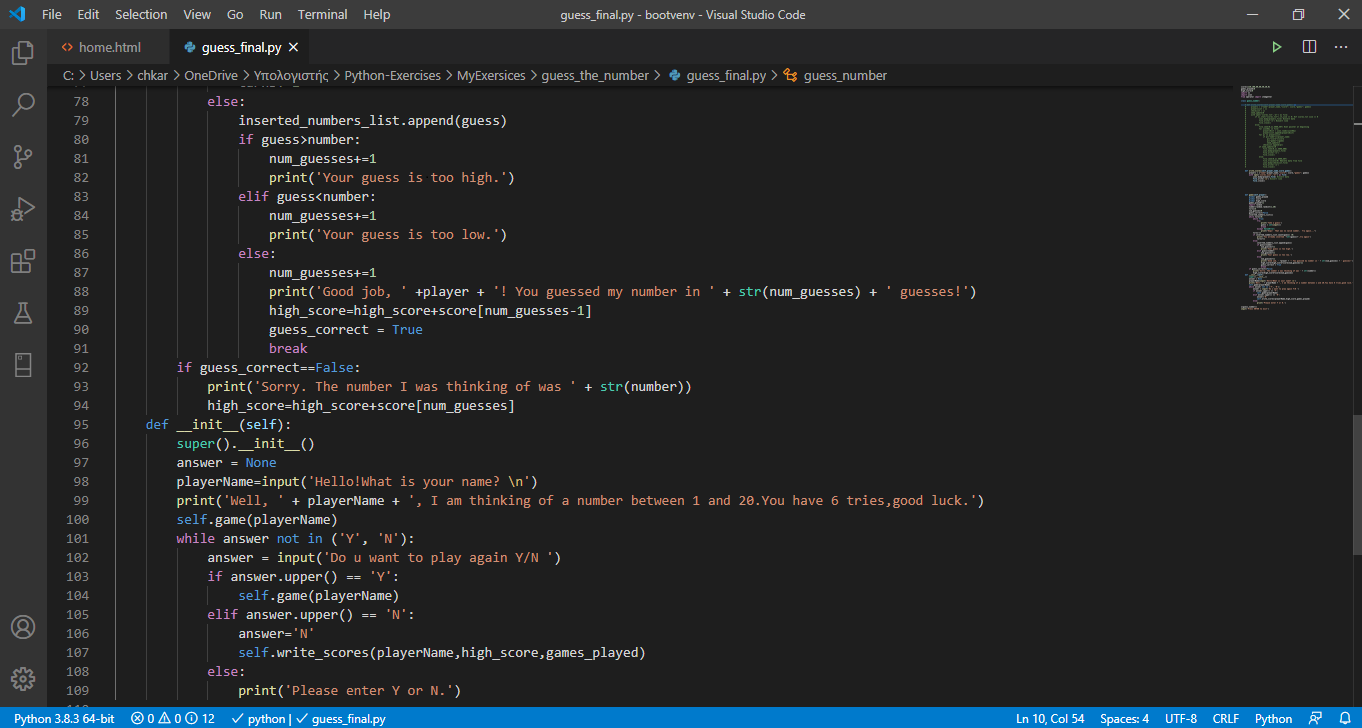 File Edit Selection View Go Run Terminal Help guess_final.py - bootvenv - Visual Studio Code
home.html guess_final.py
C: > Users > chkar > OneDrive > Υπολογιστής > Python-Exercises > MyExersices > guess_the_number > guess_final.py > guess_number
78 else:
79 inserted_numbers_list.append(guess)
80 if guess>number:
81 num_guesses+=1
82 print('Your guess is too high.')
83 elif guess<number:
84 num_guesses+=1
85 print('Your guess is too low.')
86 else:
87 num_guesses+=1
88 print('Good job, ' +player + '! You guessed my number in ' + str(num_guesses) + ' guesses!')
89 high_score=high_score+score[num_guesses-1]
90 guess_correct = True
91 break
92 if guess_correct==False:
93 print('Sorry. The number I was thinking of was ' + str(number))
94 high_score=high_score+score[num_guesses]
95 def __init__(self):
96 super().__init__()
97 answer = None
98 playerName=input('Hello!What is your name? \n')
99 print('Well, ' + playerName + ', I am thinking of a number between 1 and 20.You have 6 tries,good luck.')
100 self.game(playerName)
101 while answer not in ('Y', 'N'):
102 answer = input('Do u want to play again Y/N ')
103 if answer.upper() == 'Y':
104 self.game(playerName)
105 elif answer.upper() == 'N':
106 answer='N'
107 self.write_scores(playerName,high_score,games_played)
108 else:
109 print('Please enter Y or N.')
Python 3.8.3 64-bit 0 0 12 python | guess_final.py Ln 10, Col 54 Spaces: 4 UTF-8 CRLF Python